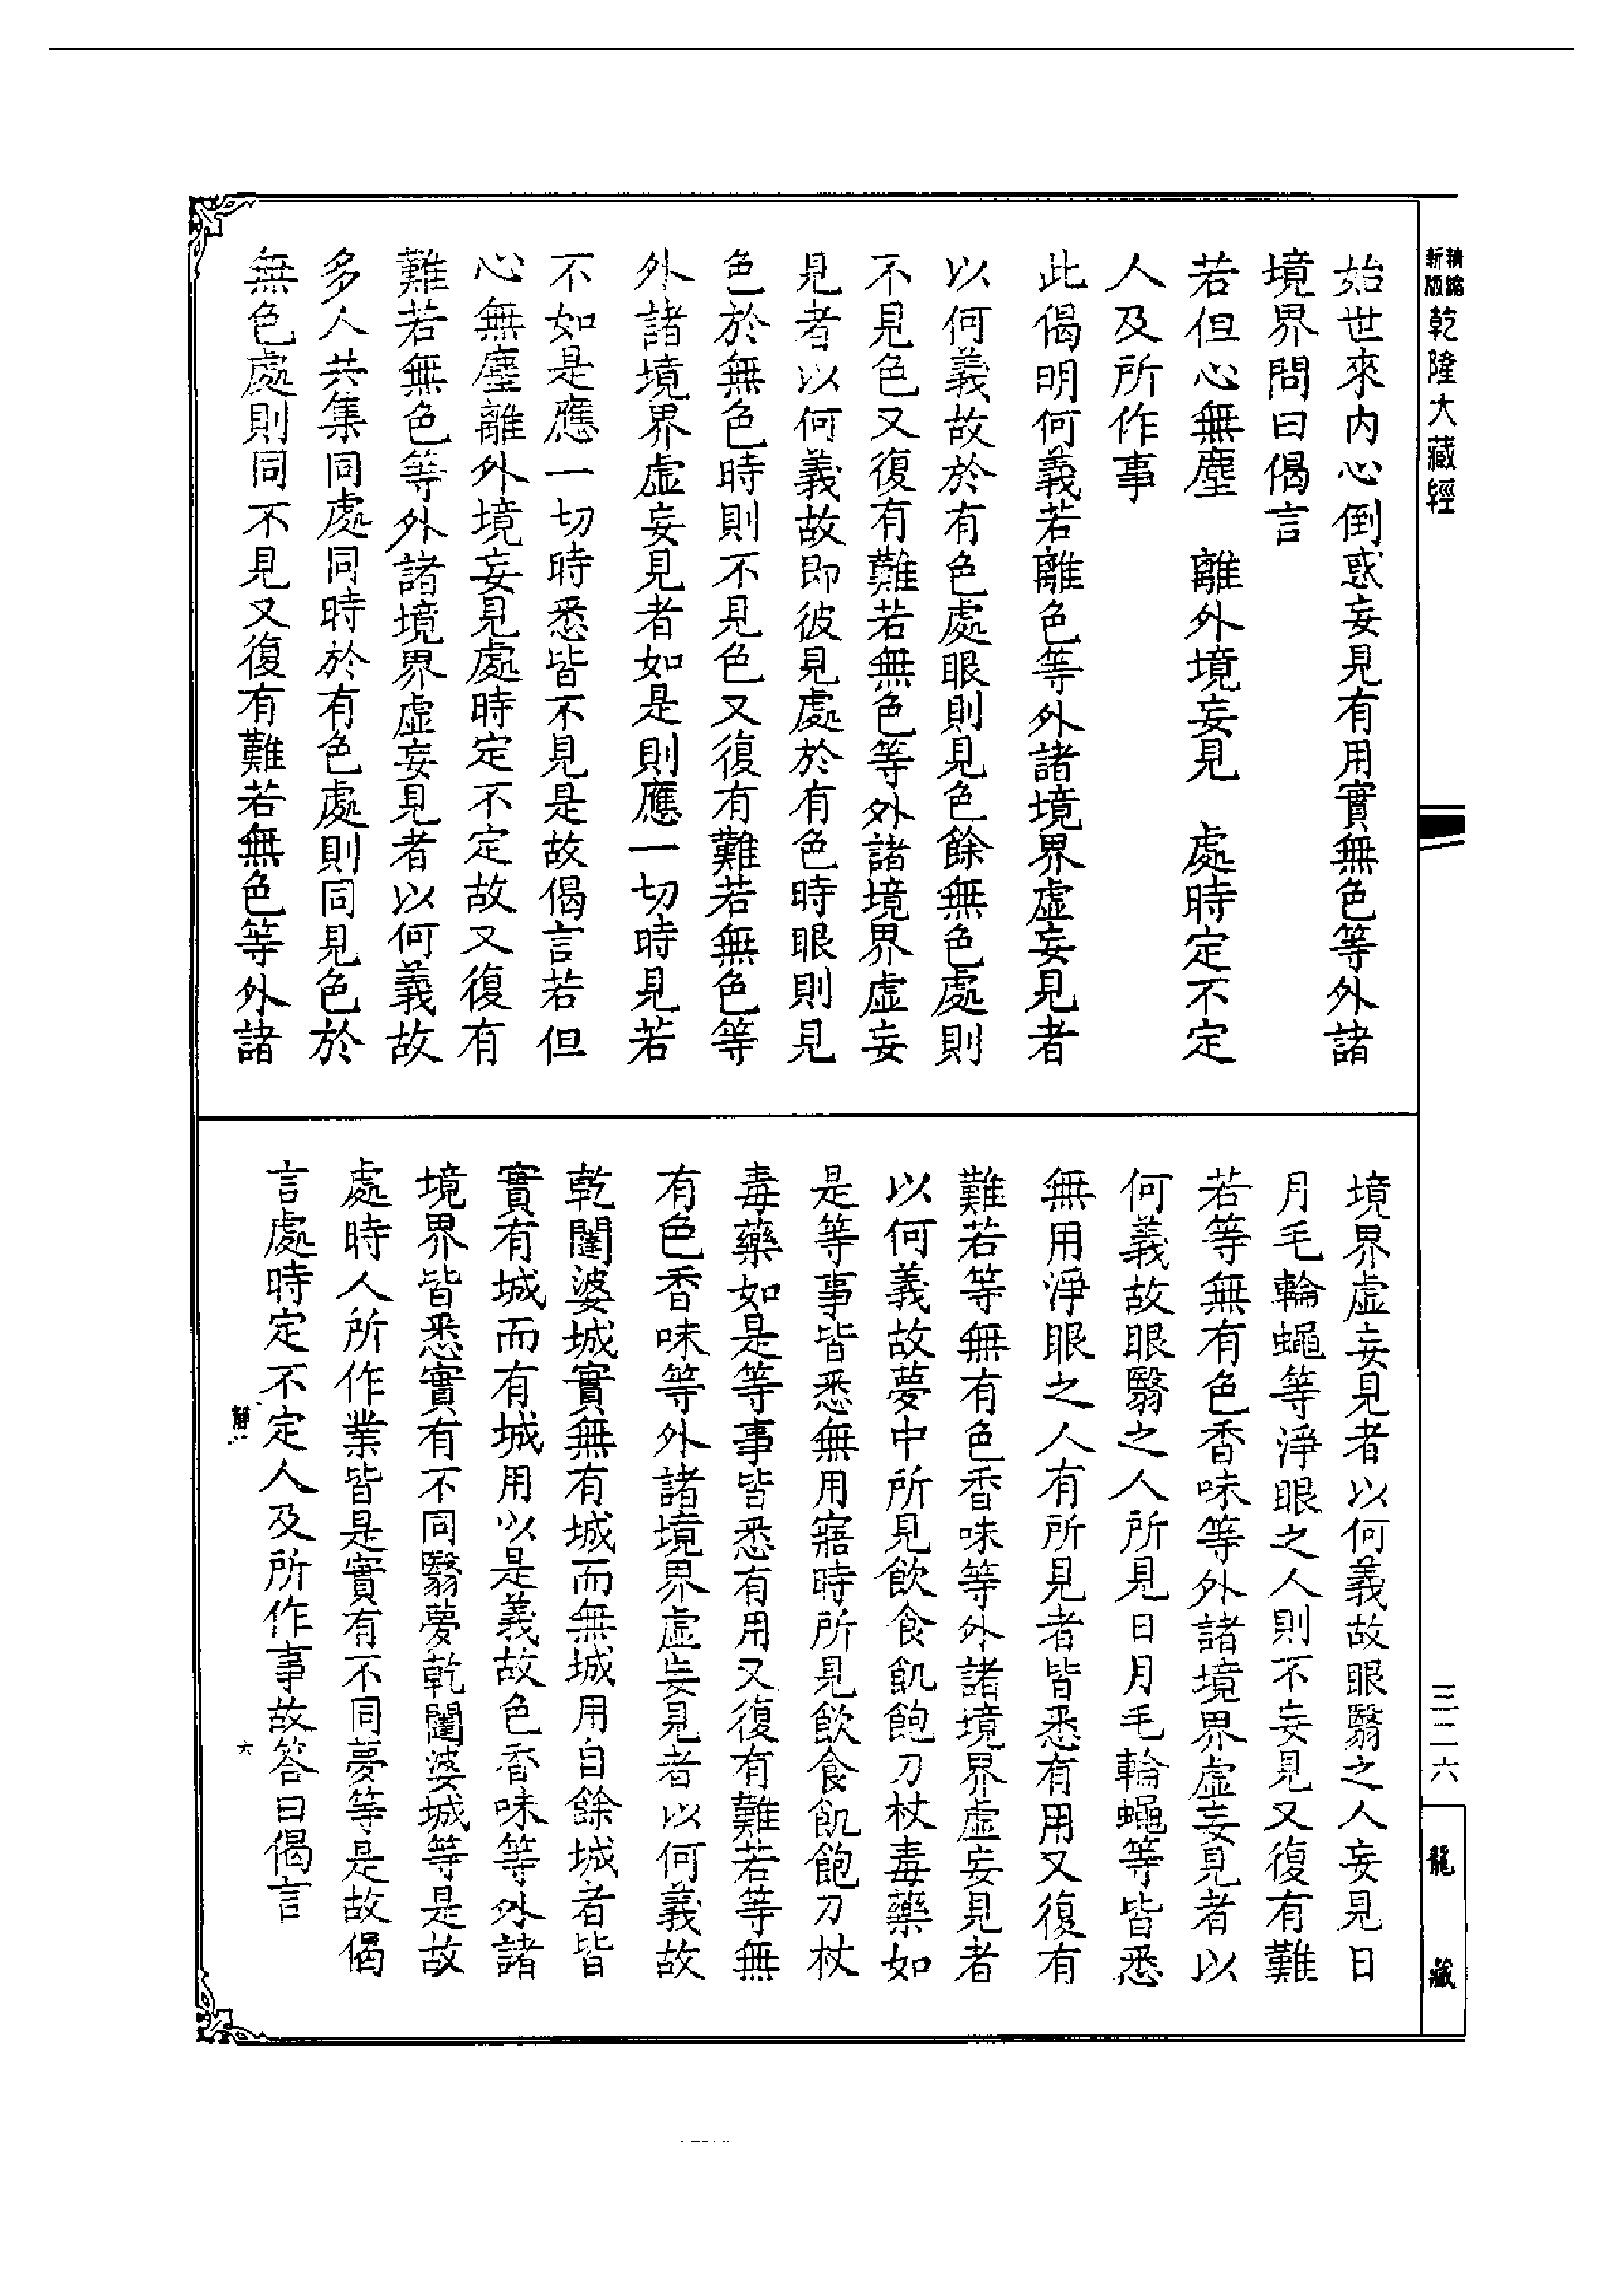 精縮新版乾隆大藏經
三二六
龍藏
始世來內心倒惑妄見有用實無色等外諸
境界問曰偈言
若但心無塵　離外境妄見　處時定不定
人及所作事
此偈明何義若離色等外諸境界虛妄見者
以何義故於有色處眼則見色餘無色處則
不見色又復有難若無色等外諸境界虛妄
見者以何義故即彼見處於有色時眼則見
色於無色時則不見色又復有難若無色等
外諸境界虛妄見者如是則應一切時見若
不如是應一切時悉皆不見是故偈言若但
心無塵離外境妄見處時定不定故又復有
難若無色等外諸境界虛妄見者以何義故
多人共集同處同時於有色處則同見色於
無色處則同不見又復有難若無色等外諸
境界虛妄見者以何義故眼翳之人妄見日
月毛輪蠅等淨眼之人則不妄見又復有難
若等無有色香味等外諸境界虛妄見者以
何義故眼翳之人所見日月毛輪蠅等皆悉
無用淨眼之人有所見者皆悉有用又復有
難若等無有色香味等外諸境界虛妄見者
以何義故夢中所見飲食飢飽刀杖毒藥如
是等事皆悉無用寤時所見飲食飢飽刀杖
毒藥如是等事皆悉有用又復有難若等無
有色香味等外諸境界虛妄見者以何義故
乾闥婆城實無有城而無城用自餘城者皆
實有城而有城用以是義故色香味等外諸
境界皆悉實有不同翳夢乾闥婆城等是故
處時人所作業皆是實有不同夢等是故偈
言處時定不定人及所作事故答曰偈言
靜一
六